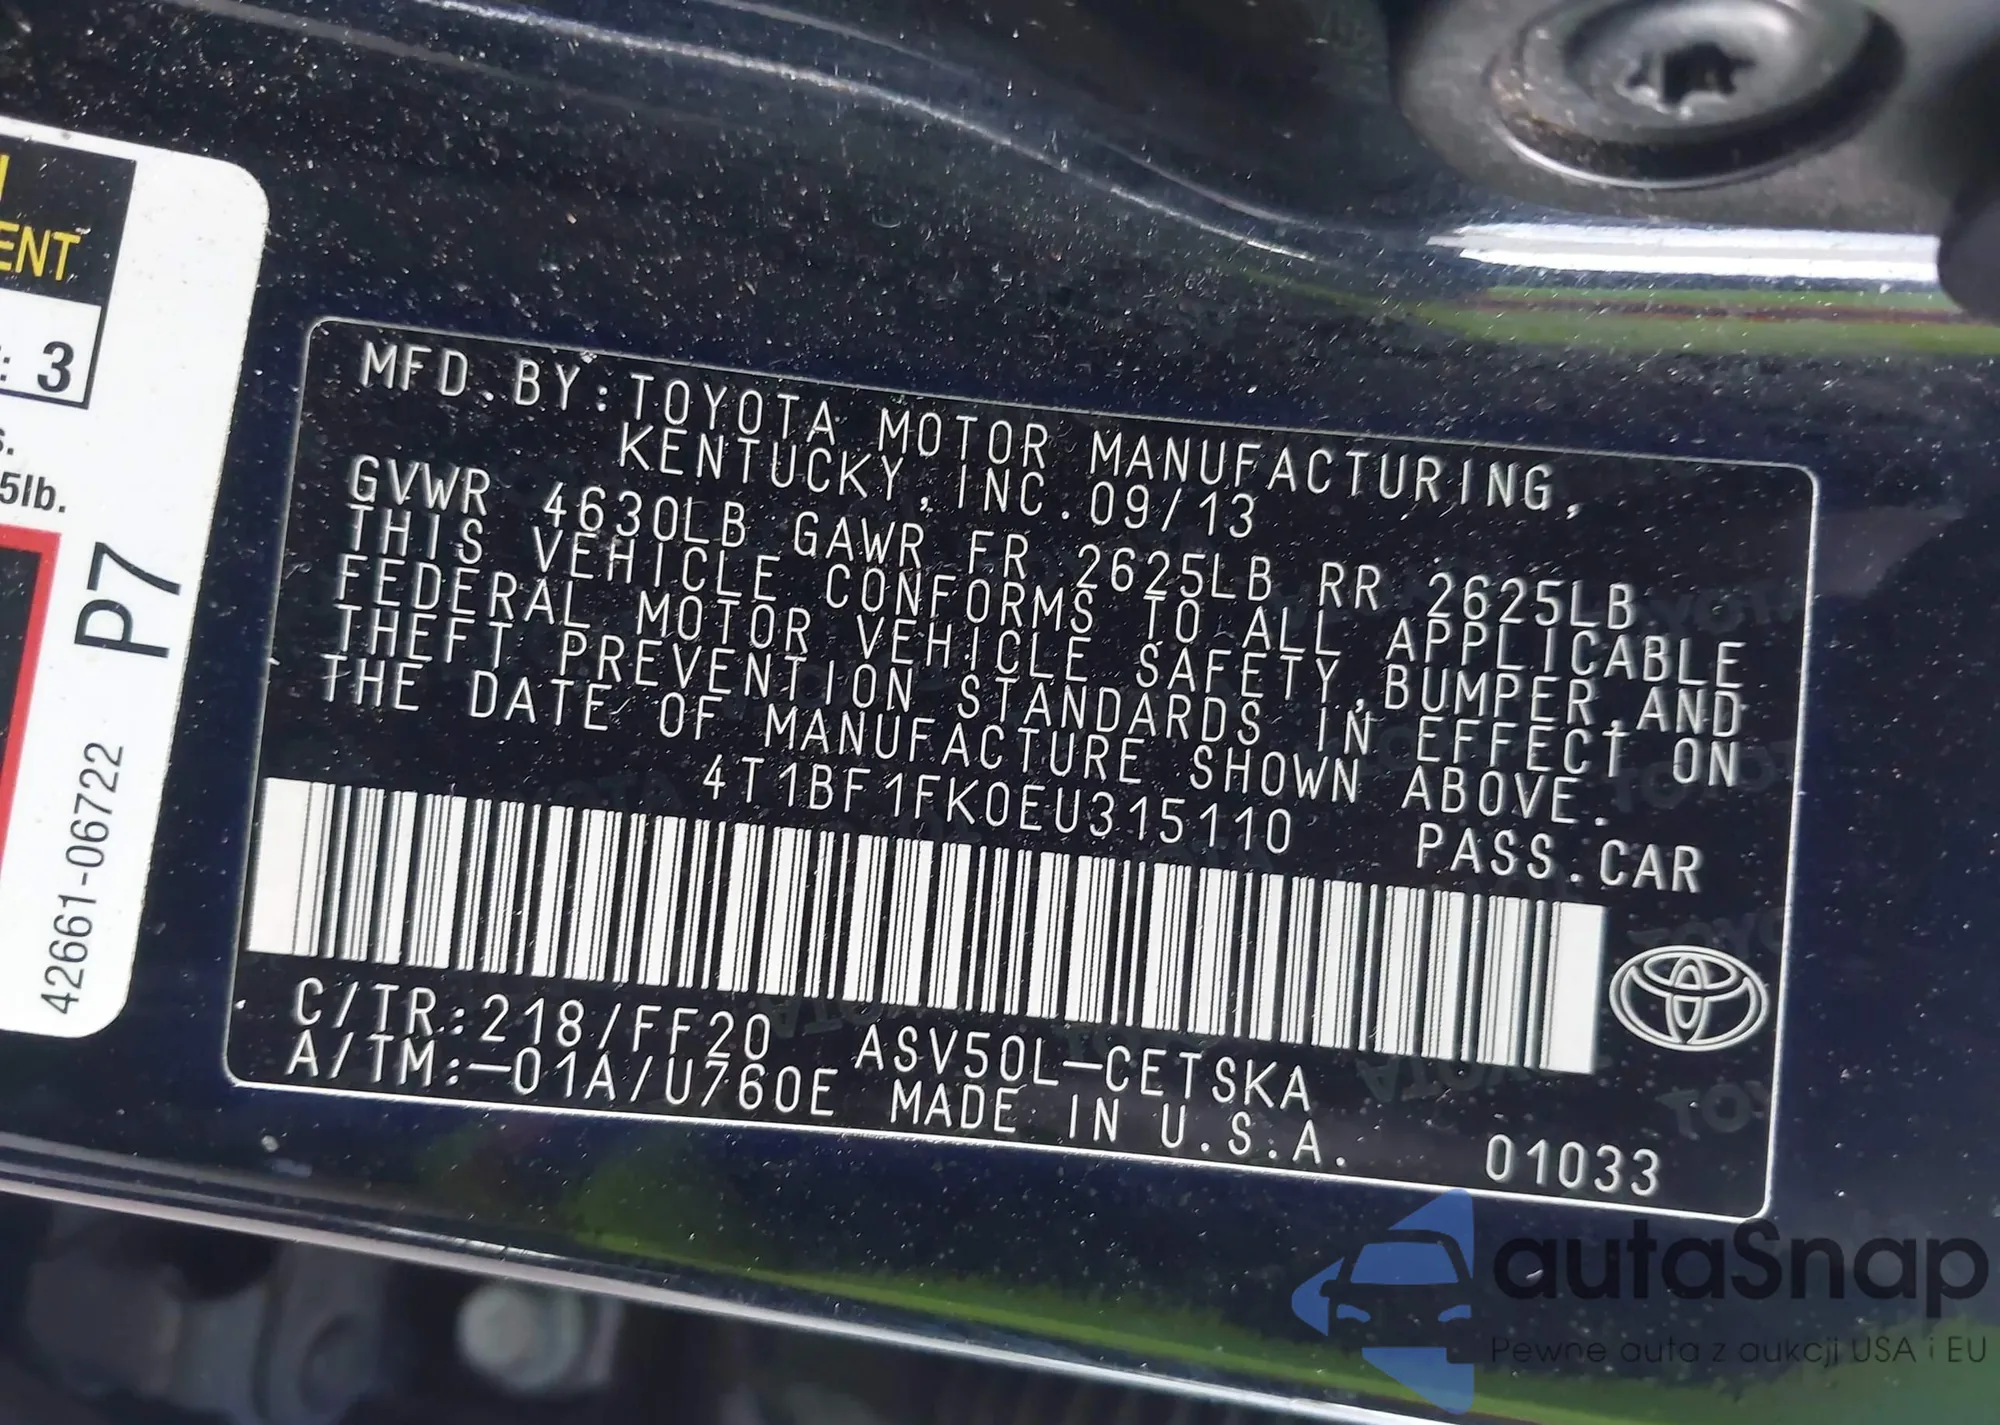 ENT
: 3
5lb.
P7
42661-06722
MFD. BY: TOYOTA MOTOR MANUFACTURING,
KENTUCKY, INC. 09/13
GVWR 4630LB GAWR FR 2625LB RR 2625LB
THIS VEHICLE CONFORMS TO ALL APPLICABLE
FEDERAL MOTOR VEHICLE SAFETY, BUMPER, AND
THEFT PREVENTION STANDARDS IN EFFECT ON
THE DATE OF MANUFACTURE SHOWN ABOVE.
4T1BF1FK0EU315110 PASS. CAR
C/TR: 218/FF20 ASV50L-CETSKA
A/TM: -01A/U760E MADE IN U.S.A. 01033
autaSnap
Pewne auta z aukcji USA i EU